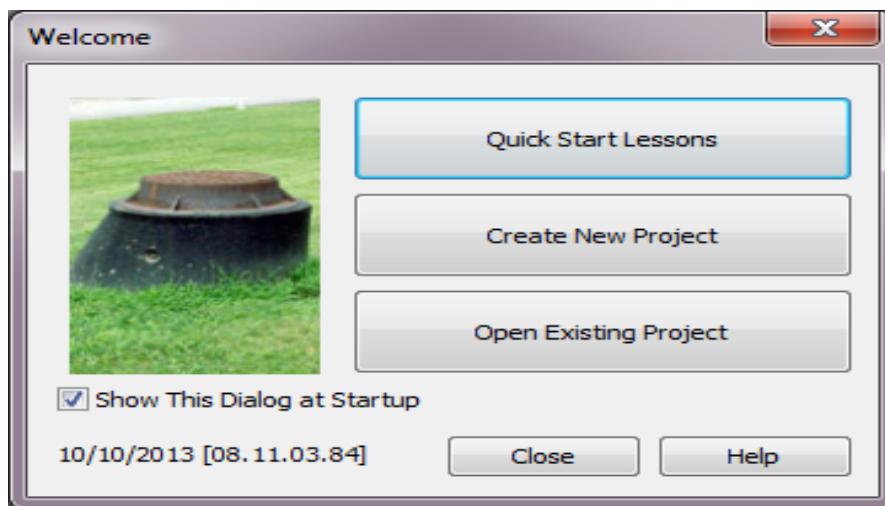 Welcome
Quick Start Lessons
Create New Project
Open Existing Project
Show This Dialog at Startup
10/10/2013 [08.11.03.84]
Close
Help